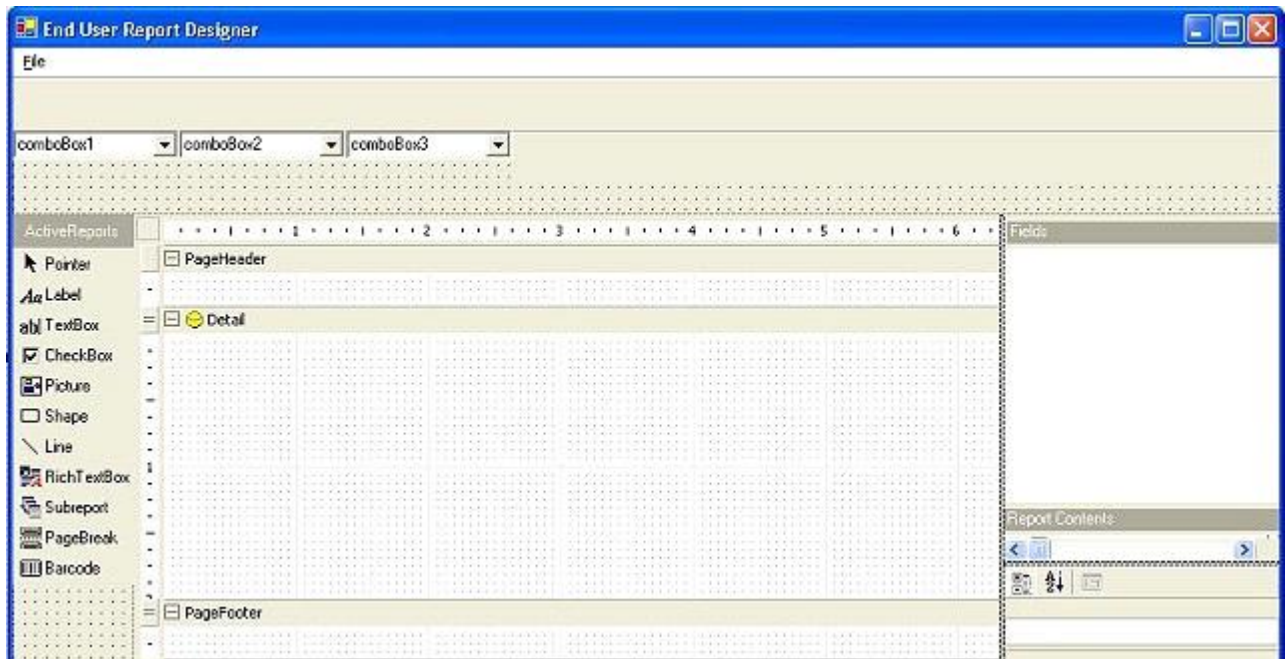 End User Report Designer
File
comboBox1 comboBox2 comboBox3
ActiveReports
1 2 3 4 5 6
Fields
Pointer
PageHeader
Label
TextBox
Detail
CheckBox
Picture
Shape
Line
RichTextBox
1
Subreport
Report Contents
PageBreak
Barcode
PageFooter